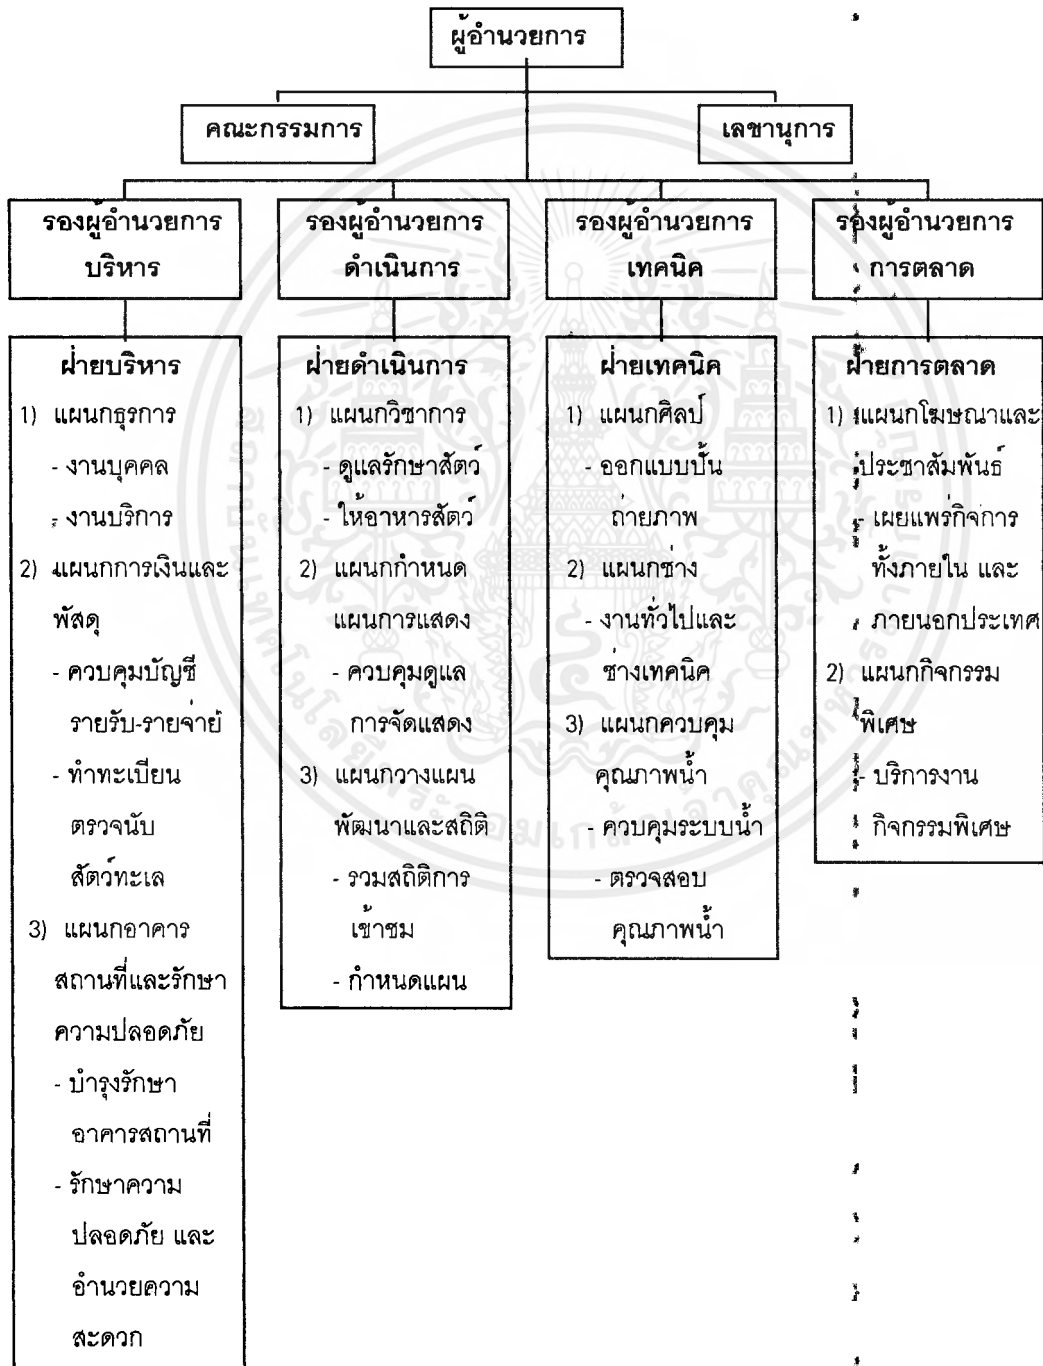 ผู้อำนวยการ
คณะกรรมการ
เลขานุการ
รองผู้อำนวยการ
บริหาร
รองผู้อำนวยการ
ดำเนินการ
รองผู้อำนวยการ
เทคนิค
รองผู้อำนวยการ
การตลาด
ฝ่ายบริหาร
1) แผนกธุรการ
- งานบุคคล
- งานบริการ
2) แผนกการเงินและ
พัสดุ
- ควบคุมบัญชี
รายรับ-รายจ่าย
- ทำทะเบียน
ตรวจนับ
สัตว์ทะเล
3) แผนกอาคาร
สถานที่และรักษา
ความปลอดภัย
- บำรุงรักษา
อาคารสถานที่
- รักษาความ
ปลอดภัย และ
อำนวยความ
สะดวก
ฝ่ายดำเนินการ
1) แผนกวิชาการ
- ดูแลรักษาสัตว์
- ให้อาหารสัตว์
2) แผนกกำหนด
แผนการแสดง
- ควบคุมดูแล
การจัดแสดง
3) แผนกวางแผน
พัฒนาและสถิติ
- รวมสถิติการ
เข้าชม
- กำหนดแผน
ฝ่ายเทคนิค
1) แผนกศิลป์
- ออกแบบปั้น
ถ่ายภาพ
2) แผนกช่าง
- งานทั่วไปและ
ช่างเทคนิค
3) แผนกควบคุม
คุณภาพน้ำ
- ควบคุมระบบน้ำ
- ตรวจสอบ
คุณภาพน้ำ
ฝ่ายการตลาด
1) แผนกโฆษณาและ
ประชาสัมพันธ์
- เผยแพร่กิจการ
ทั้งภายใน และ
ภายนอกประเทศ
2) แผนกกิจกรรม
พิเศษ
- บริการงาน
กิจกรรมพิเศษ